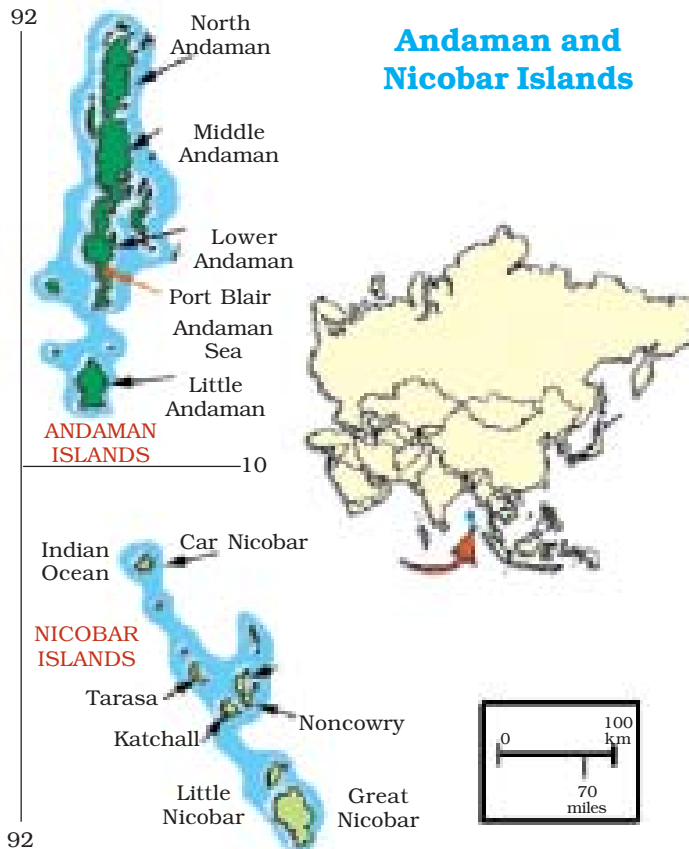 92
North
Andaman
Andaman and
Nicobar Islands
Middle
Andaman
Lower
Andaman
Port Blair
Andaman
Sea
Little
Andaman
ANDAMAN
ISLANDS
10
Indian
Ocean
Car Nicobar
NICOBAR
ISLANDS
Tarasa
Katchall
Noncowry
Little
Nicobar
Great
Nicobar
0
100
km
70
miles
92